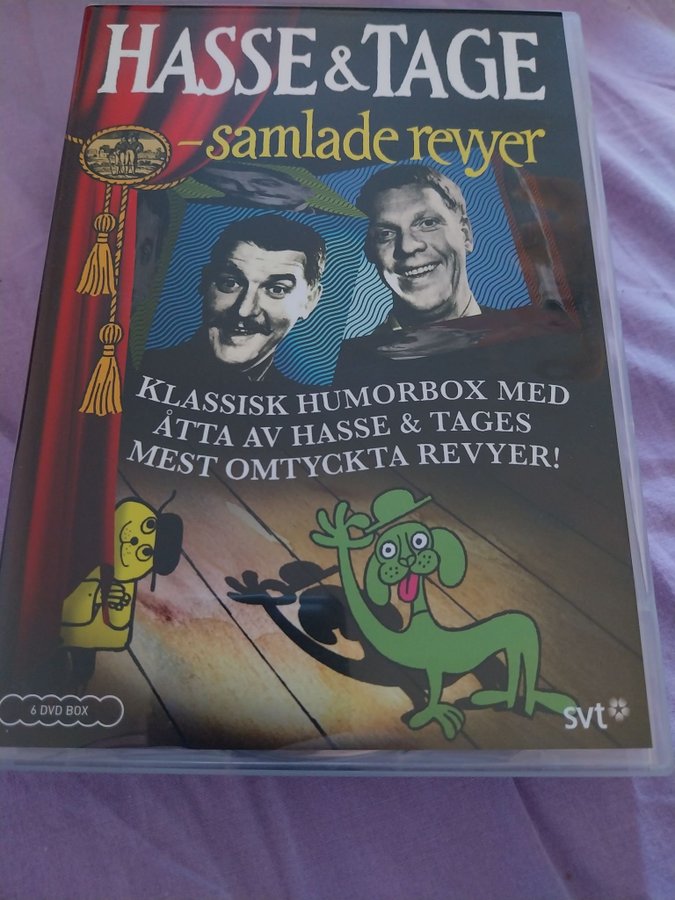 HASSE & TAGE
– samlade revyer
KLASSISK HUMORBOX MED
ÅTTA AV HASSE & TAGES
MEST OMTYCKTA REVYER!
6 DVD BOX
svt